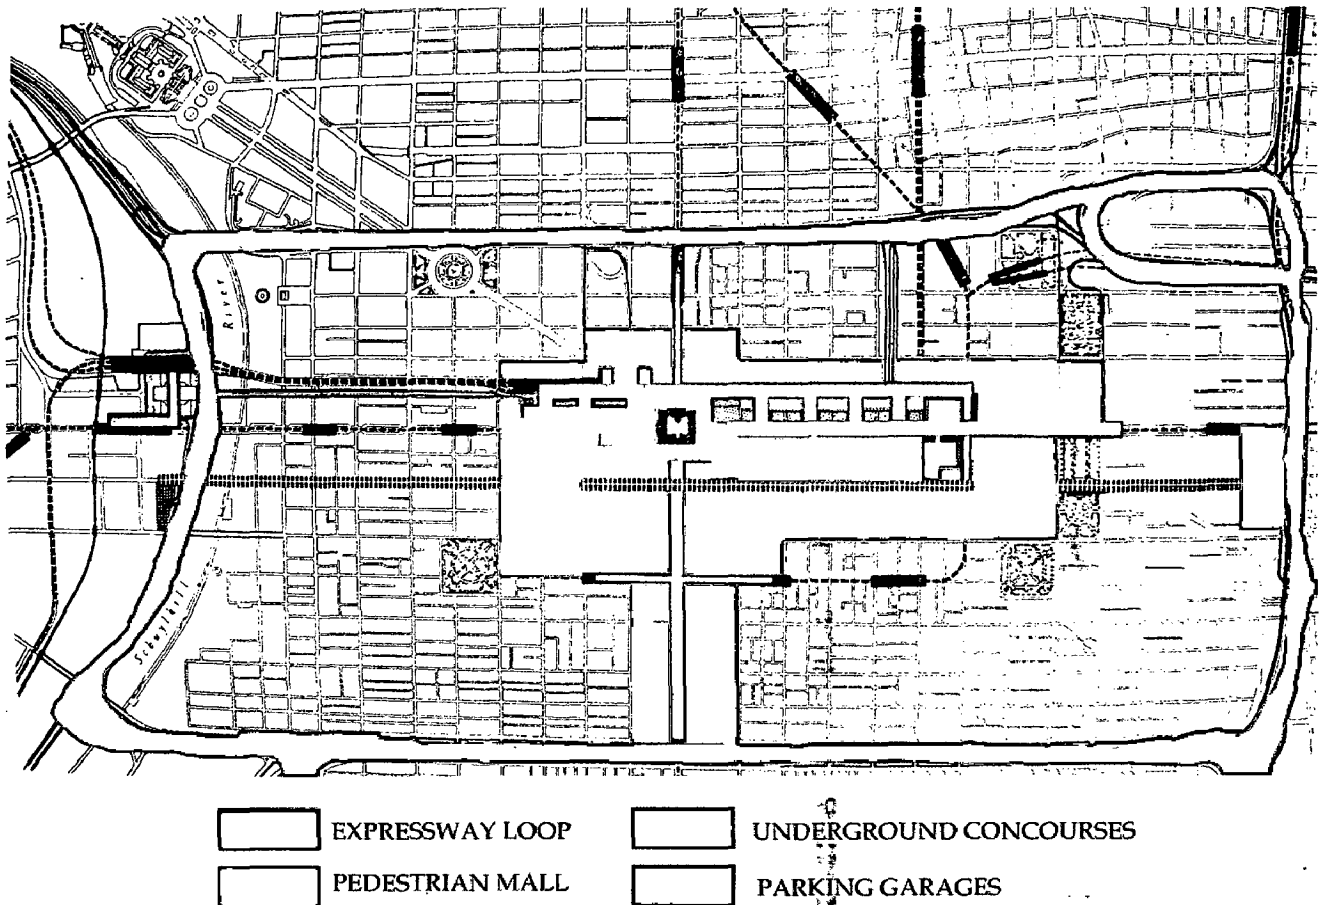 River
Schuylkill
EXPRESSWAY LOOP
UNDERGROUND CONCOURSES
PEDESTRIAN MALL
PARKING GARAGES